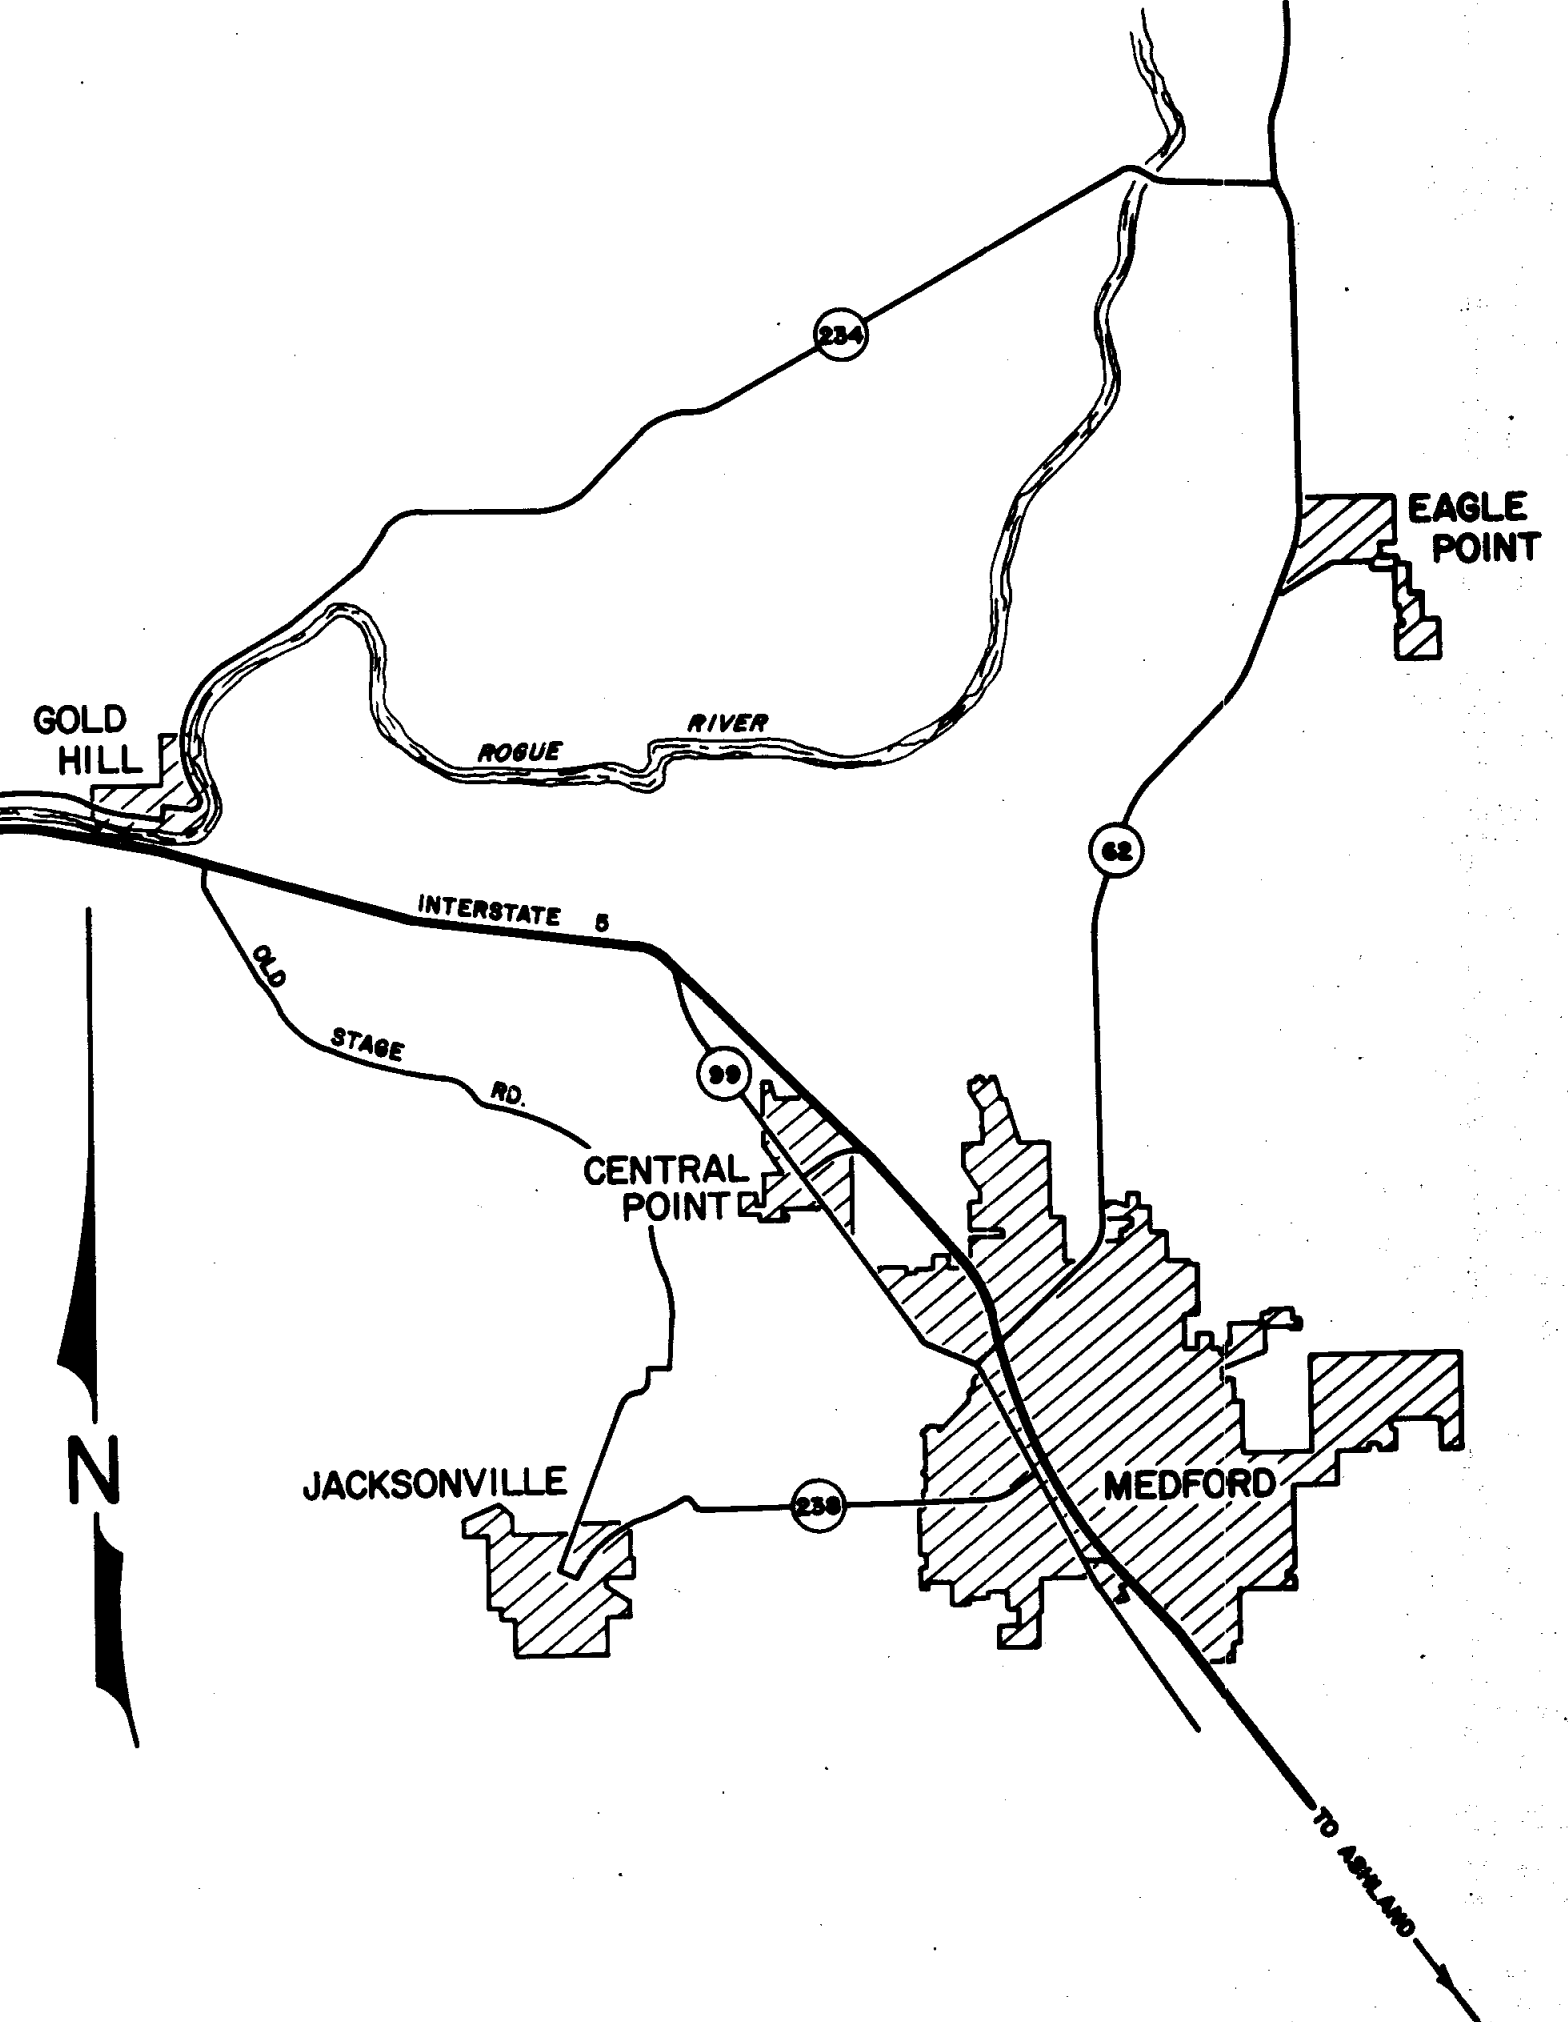 234
EAGLE
POINT
GOLD
HILL
ROGUE RIVER
62
INTERSTATE 5
OLD STAGE RD.
99
CENTRAL
POINT
JACKSONVILLE
238
MEDFORD
N
TO ASHLAND